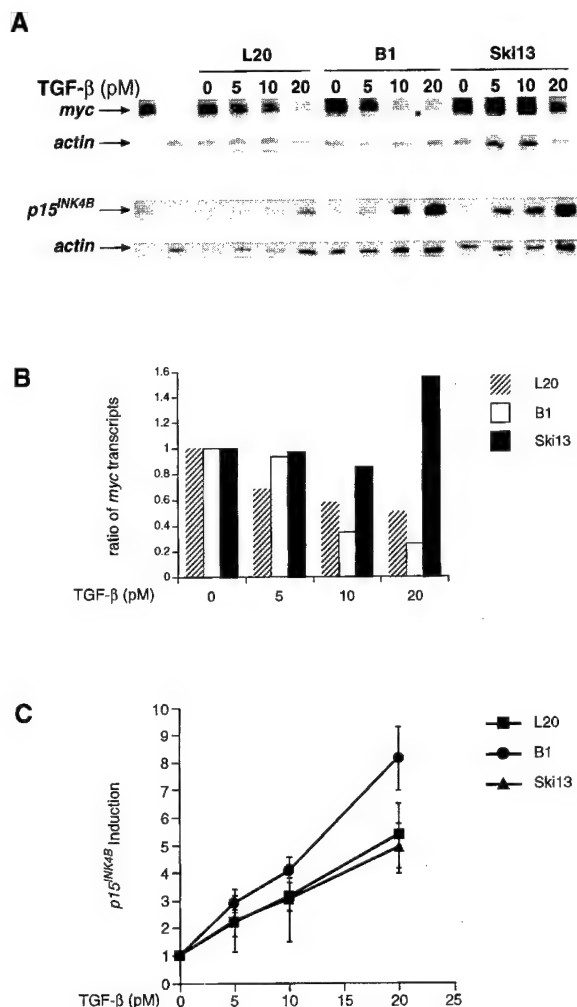 A
L20 B1 Ski13
TGF-β (pM) 0 5 10 20 0 5 10 20 0 5 10 20
myc
actin
p15INK4B
actin
B
1.6
1.4
1.2
1
0.8
0.6
0.4
0.2
0
ratio of myc transcripts
L20
B1
Ski13
TGF-β (pM) 0 5 10 20
C
10
9
8
7
6
5
4
3
2
1
0
p15INK4B Induction
L20
B1
Ski13
TGF-β (pM) 0 5 10 15 20 25